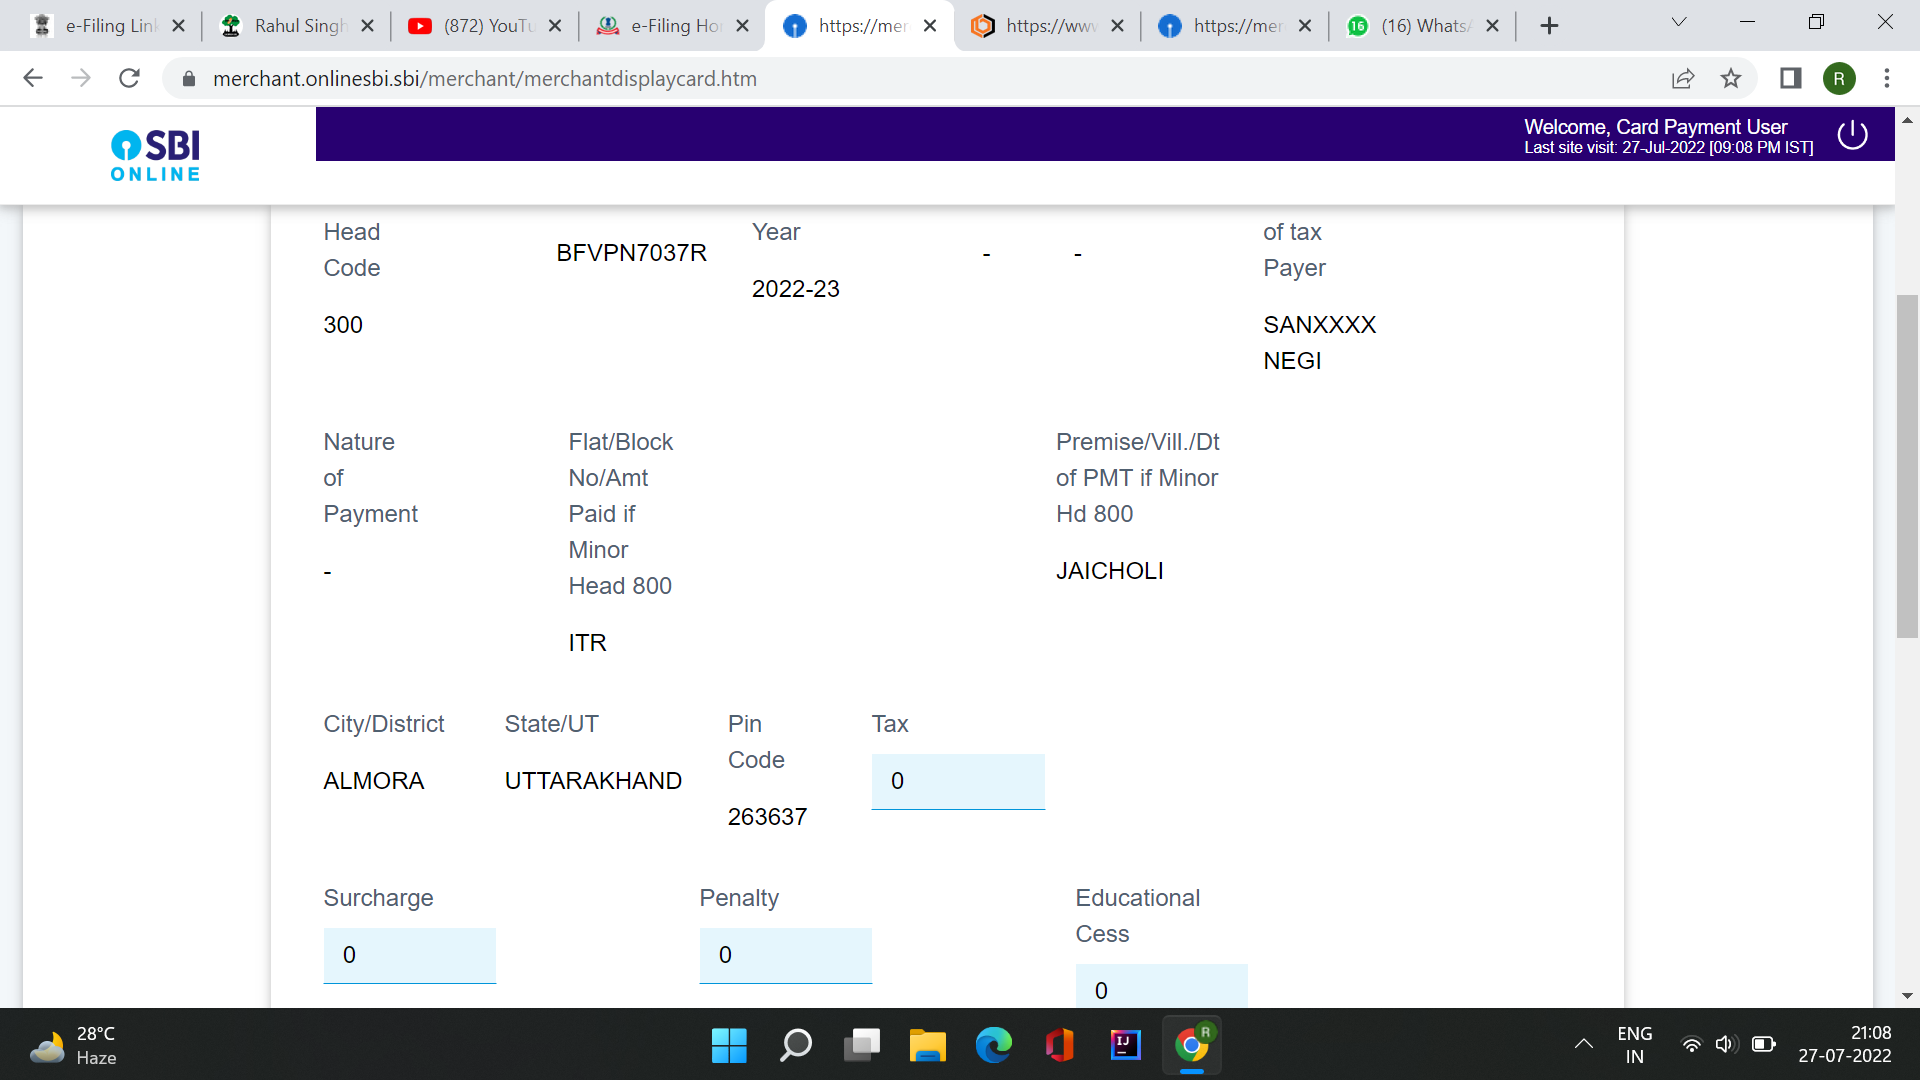 e-Filing Link
Rahul Singh
(872) YouTu
e-Filing Ho
https://mer
https://www
https://mer
(16) Whats
merchant.onlinesbi.sbi/merchant/merchantdisplaycard.htm
R
SBI
ONLINE
Welcome, Card Payment User
Last site visit: 27-Jul-2022 [09:08 PM IST]
Head
Code
300
BFVPN7037R
Year
2022-23
-
-
of tax
Payer
SANXXXX
NEGI
Nature
of
Payment
-
Flat/Block
No/Amt
Paid if
Minor
Head 800
ITR
Premise/Vill./Dt
of PMT if Minor
Hd 800
JAICHOLI
City/District
ALMORA
State/UT
UTTARAKHAND
Pin
Code
263637
Tax
0
Surcharge
0
Penalty
0
Educational
Cess
0
28°C
Haze
IJ
R
ENG
IN
21:08
27-07-2022